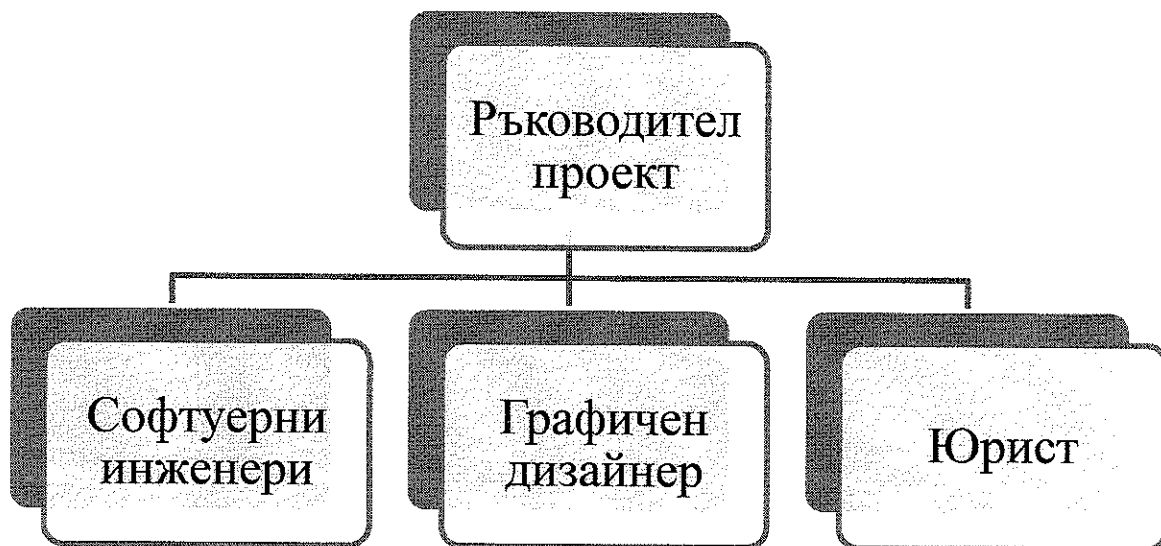 Ръководител
проект
Софтуерни
инженери
Графичен
дизайнер
Юрист